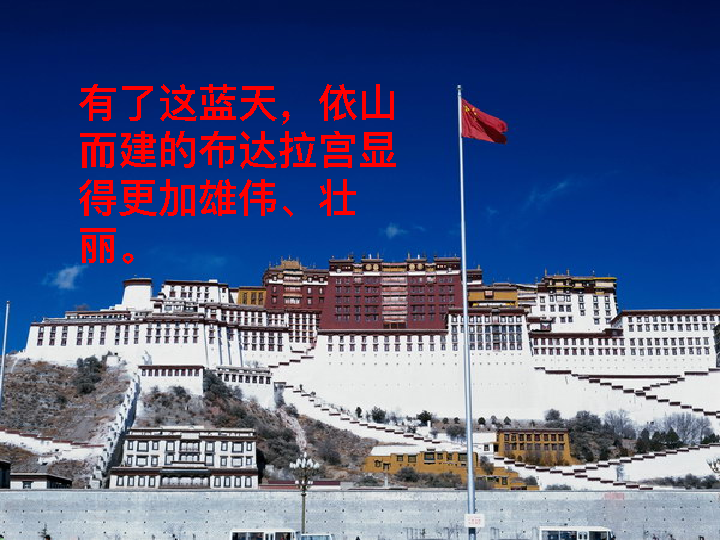 有了这蓝天，依山
而建的布达拉宫显
得更加雄伟、壮
丽。